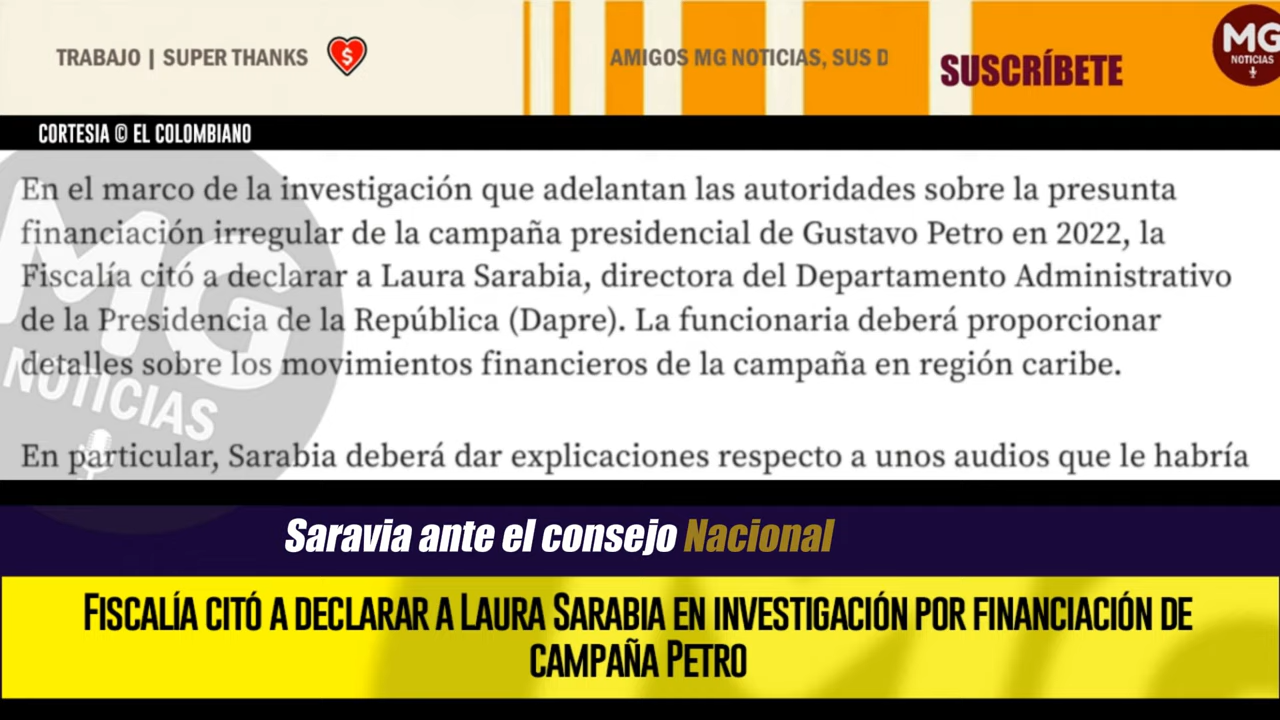 TRABAJO | SUPER THANKS
$
AMIGOS MG NOTICIAS, SUS D
SUSCRÍBETE
MG
NOTICIAS
CORTESIA © EL COLOMBIANO
En el marco de la investigación que adelantan las autoridades sobre la presunta
financiación irregular de la campaña presidencial de Gustavo Petro en 2022, la
Fiscalía citó a declarar a Laura Sarabia, directora del Departamento Administrativo
de la Presidencia de la República (Dapre). La funcionaria deberá proporcionar
detalles sobre los movimientos financieros de la campaña en región caribe.
En particular, Sarabia deberá dar explicaciones respecto a unos audios que le habría
MG
NOTICIAS
Saravia ante el consejo Nacional
FISCALÍA CITÓ A DECLARAR A LAURA SARABIA EN INVESTIGACIÓN POR FINANCIACIÓN DE
CAMPAÑA PETRO